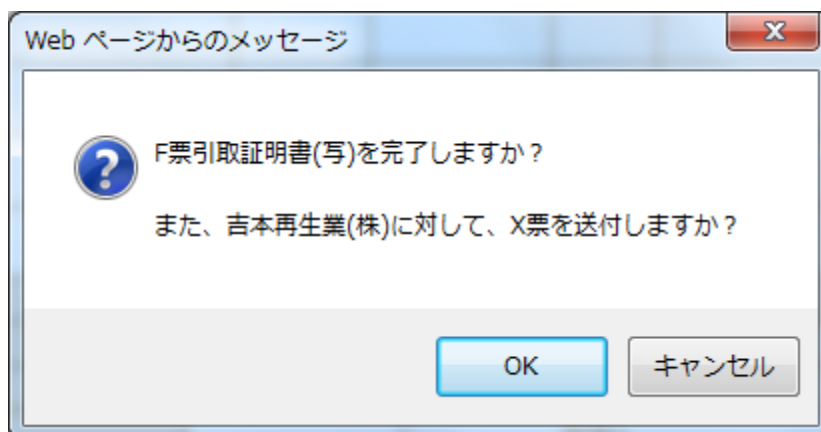 Web ページからのメッセージ
F票引取証明書(写)を完了しますか？
また、吉本再生業(株)に対して、X票を送付しますか？
OK
キャンセル